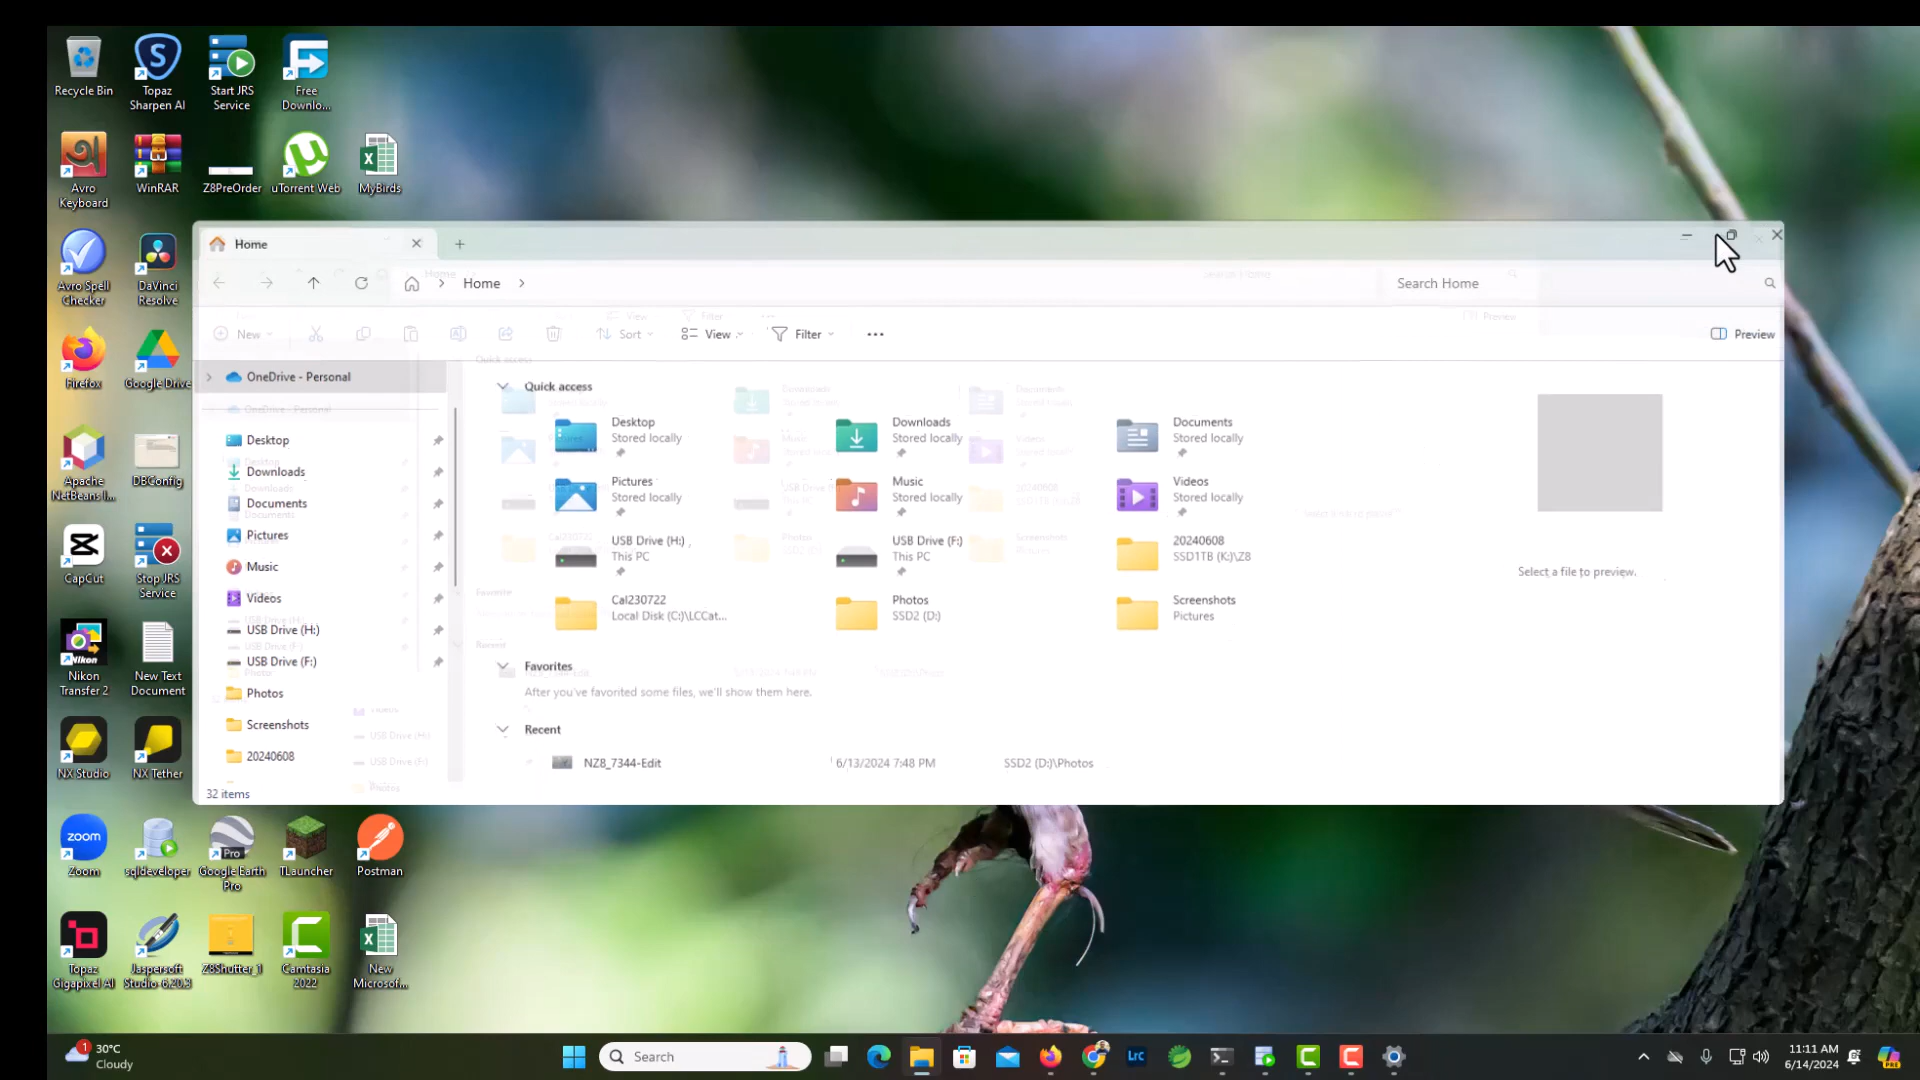 Recycle Bin
Topaz
Sharpen AI
Start JRS
Service
Free
Downlo...
Avro
Keyboard
WinRAR
Z8PreOrder
uTorrent Web
MyBirds
Avro Spell
Checker
DaVinci
Resolve
Firefox
Google Drive
Apache
NetBeans I...
DBConfig
CapCut
Stop JRS
Service
Nikon
Nikon
Transfer 2
New Text
Document
NX Studio
NX Tether
zoom
Zoom
sqldeveloper
Pro
Google Earth
Pro
TLauncher
Postman
Topaz
Gigapixel AI
Jaspersoft
Studio-6.20.3
Z8Shutter_1
Camtasia
2022
New
Microsof...
Home
Home
Search Home
New
Sort
View
Filter
Preview
OneDrive - Personal
Desktop
Downloads
Documents
Pictures
Music
Videos
USB Drive (H:)
USB Drive (F:)
Photos
Screenshots
20240608
32 items
Quick access
Desktop
Stored locally
Downloads
Stored locally
Documents
Stored locally
Pictures
Stored locally
Music
Stored locally
Videos
Stored locally
USB Drive (H:)
This PC
USB Drive (F:)
This PC
20240608
SSD1TB (K:)\Z8
Cal230722
Local Disk (C:)\LCCat...
Photos
SSD2 (D:)
Screenshots
Pictures
Favorites
After you've favorited some files, we'll show them here.
Recent
NZ8_7344-Edit
6/13/2024 7:48 PM
SSD2 (D:)\Photos
Select a file to preview.
1
30°C
Cloudy
Search
Lrc
PRE
11:11 AM
6/14/2024